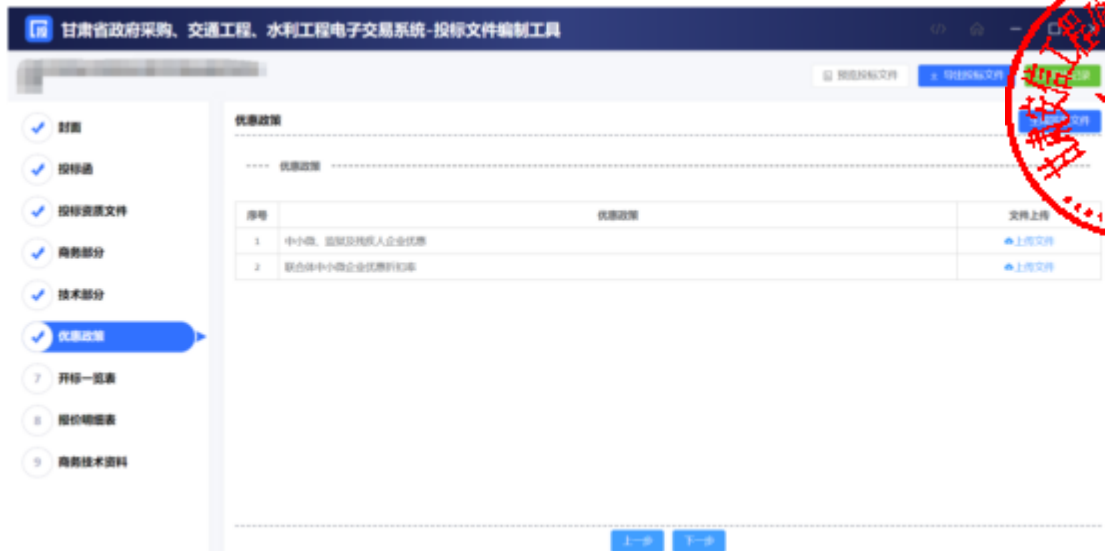 甘肃省政府采购、交通工程、水利工程电子交易系统-投标文件编制工具
预览投标文件
导出投标文件
封面
投标函
投标资质文件
商务部分
技术部分
优惠政策
7 开标一览表
8 报价明细表
9 商务技术资料
优惠政策
优惠政策
序号 优惠政策 文件上传
1 中小微、监狱及残疾人企业优惠 上传文件
2 联合体中小微企业优惠折扣率 上传文件
上一步 下一步